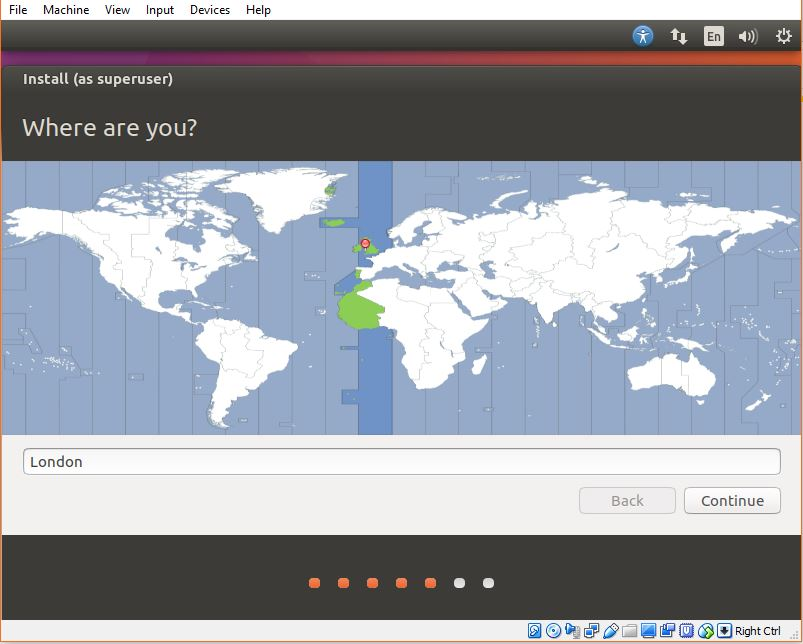 File Machine View Input Devices Help
En
Install (as superuser)
Where are you?
London
Back Continue
Right Ctrl